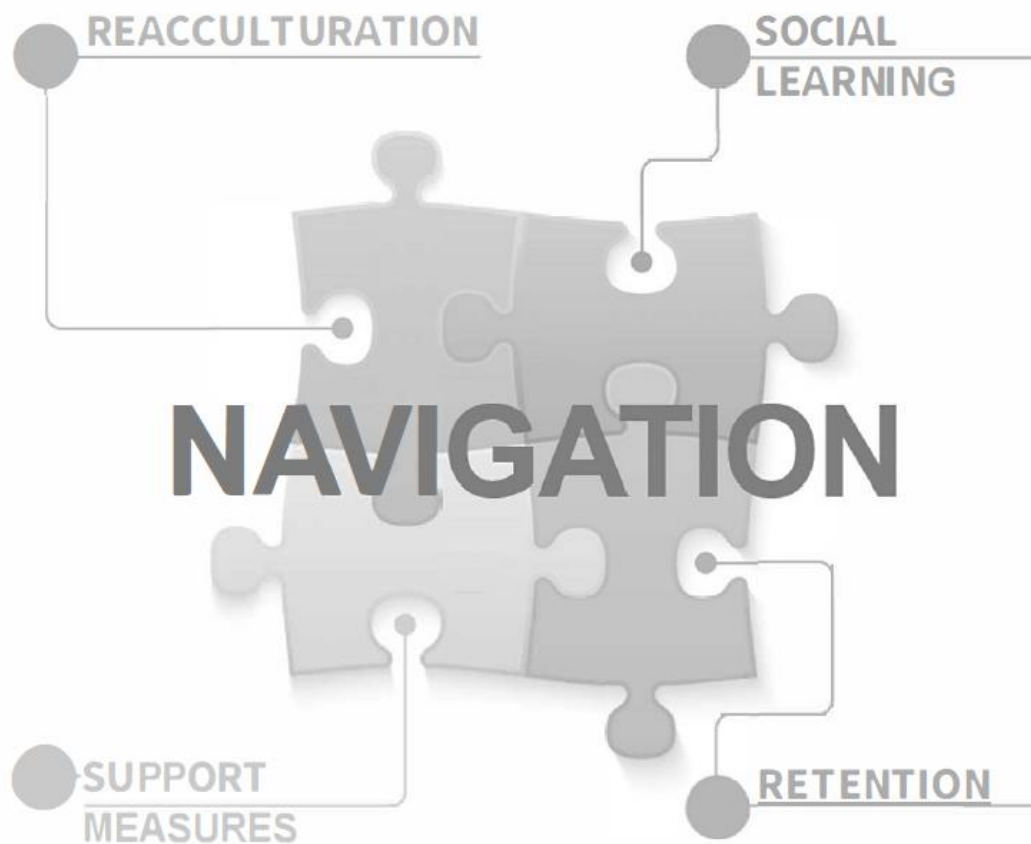 REACCULTURATION
SOCIAL
LEARNING
NAVIGATION
SUPPORT
MEASURES
RETENTION